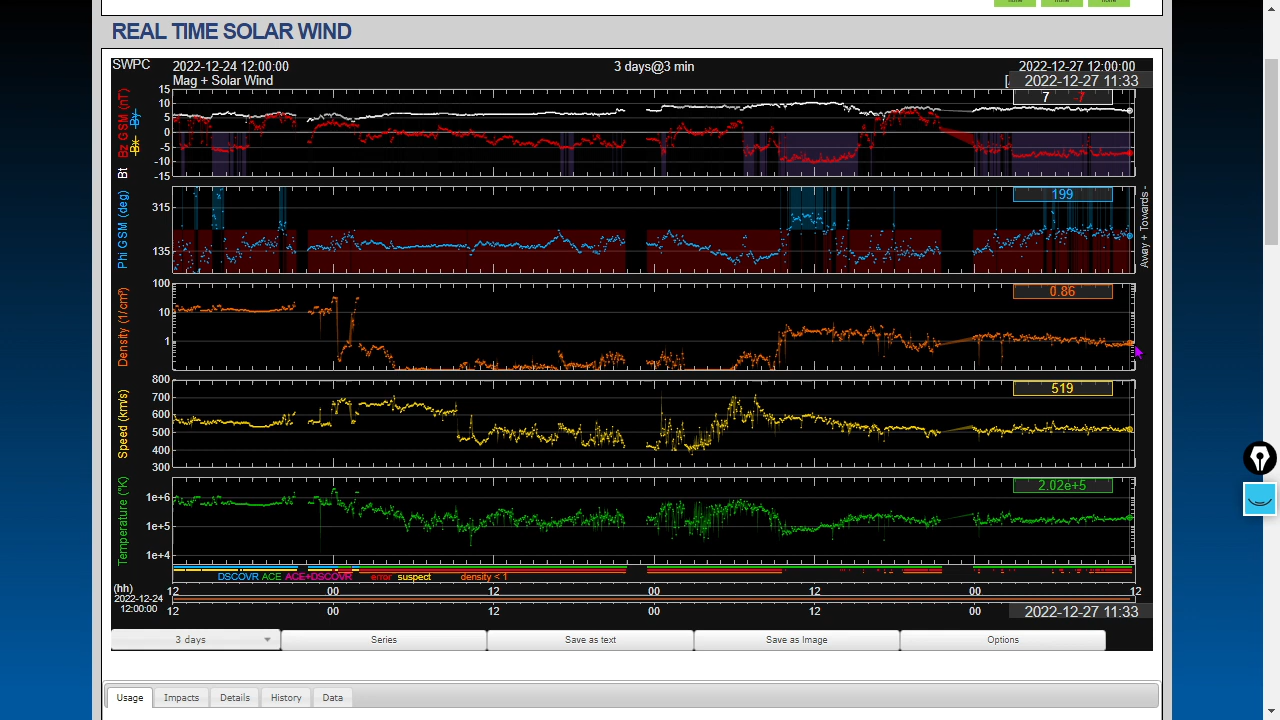 REAL TIME SOLAR WIND
SWPC 2022-12-24 12:00:00 3 days@3 min 2022-12-27 12:00:00
Mag + Solar Wind [ 2022-12-27 11:33
Bt Bz GSM (nT)
Bx By
15
10
5
0
-5
-10
-15
7 -7
Phi GSM (deg)
315
135
199
Away + Towards -
Density (1/cm³)
100
10
1
0.86
Speed (km/s)
800
700
600
500
400
300
519
Temperature (°K)
1e+6
1e+5
1e+4
2.02e+5
DSCOVR ACE ACE+DSCOVR error suspect density < 1
(hh) 12 00 12 00 12 00 12
2022-12-24
12:00:00 12 00 12 00 12 00 2022-12-27 11:33
3 days Series Save as text Save as Image Options
Usage Impacts Details History Data